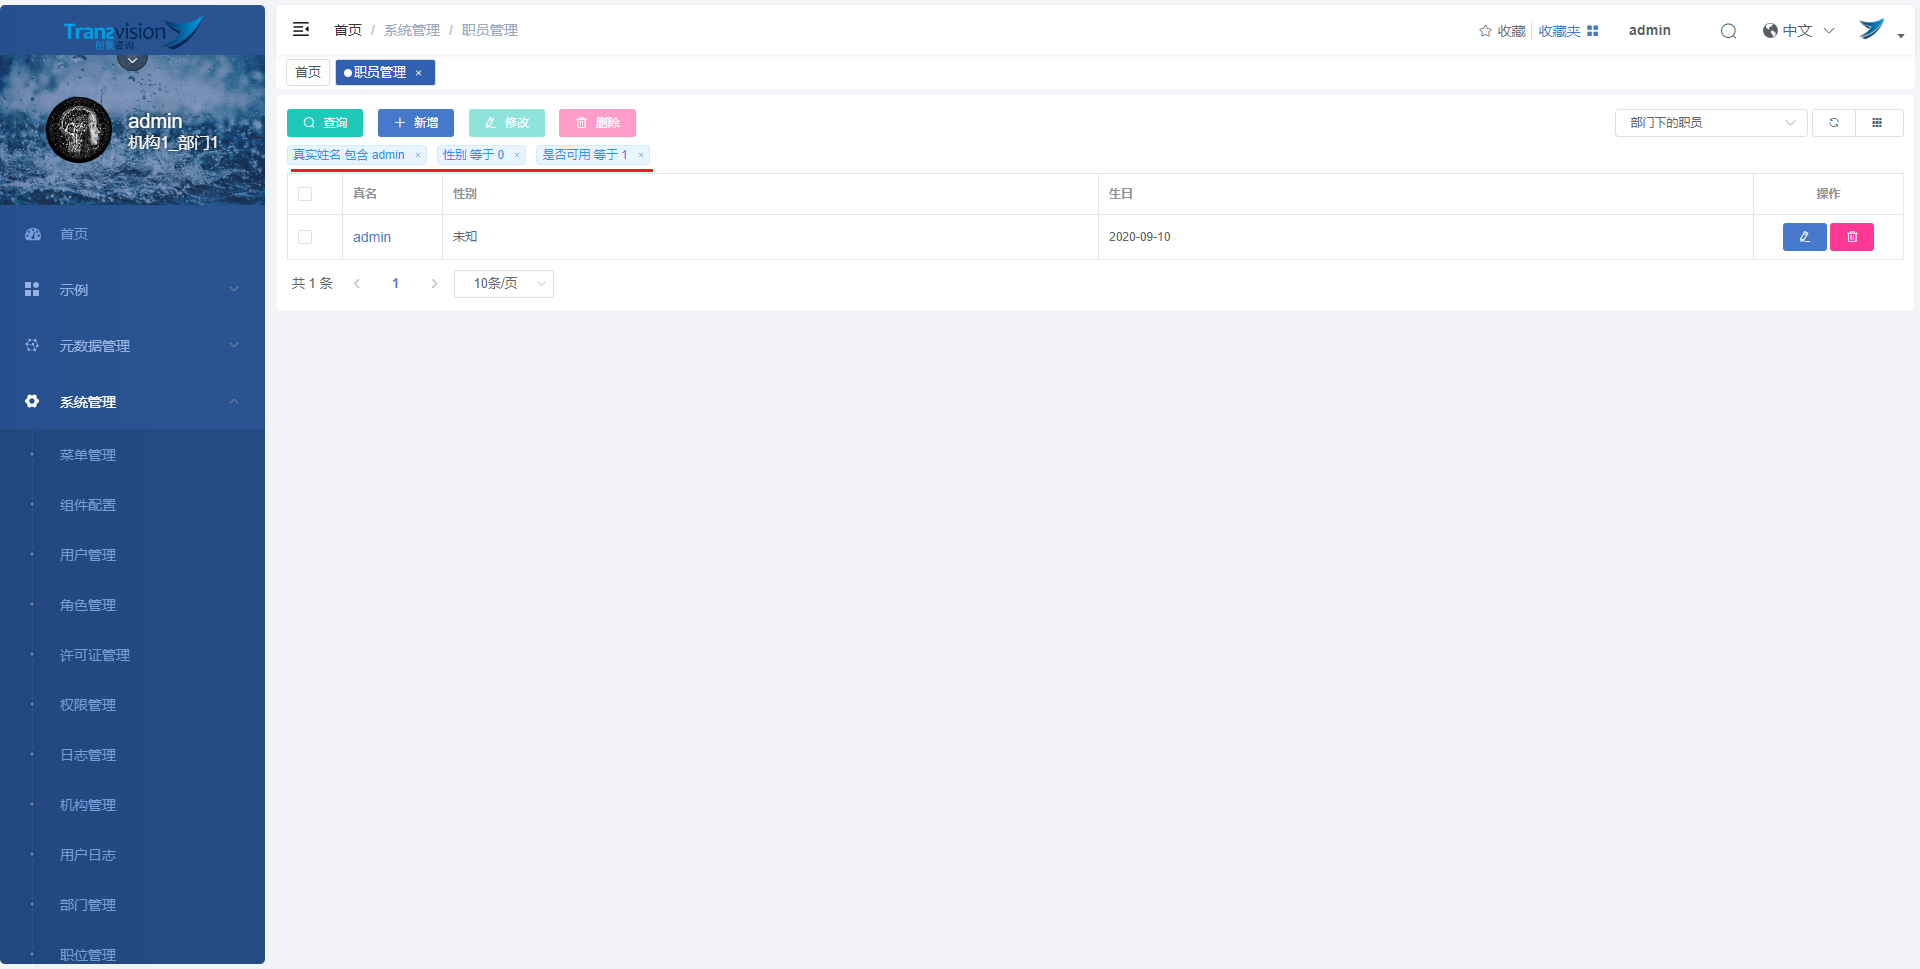 Tranzvision
创景咨询
admin
机构1_部门1
首页
示例
元数据管理
系统管理
菜单管理
组件配置
用户管理
角色管理
许可证管理
权限管理
日志管理
机构管理
用户日志
部门管理
职位管理
首页 / 系统管理 / 职员管理
收藏 收藏夹 admin 中文
首页 职员管理 ×
查询 新增 修改 删除 部门下的职员
真实姓名 包含 admin × 性别 等于 0 × 是否可用 等于 1 ×
真名 性别 生日 操作
admin 未知 2020-09-10
共 1 条 1 10条/页